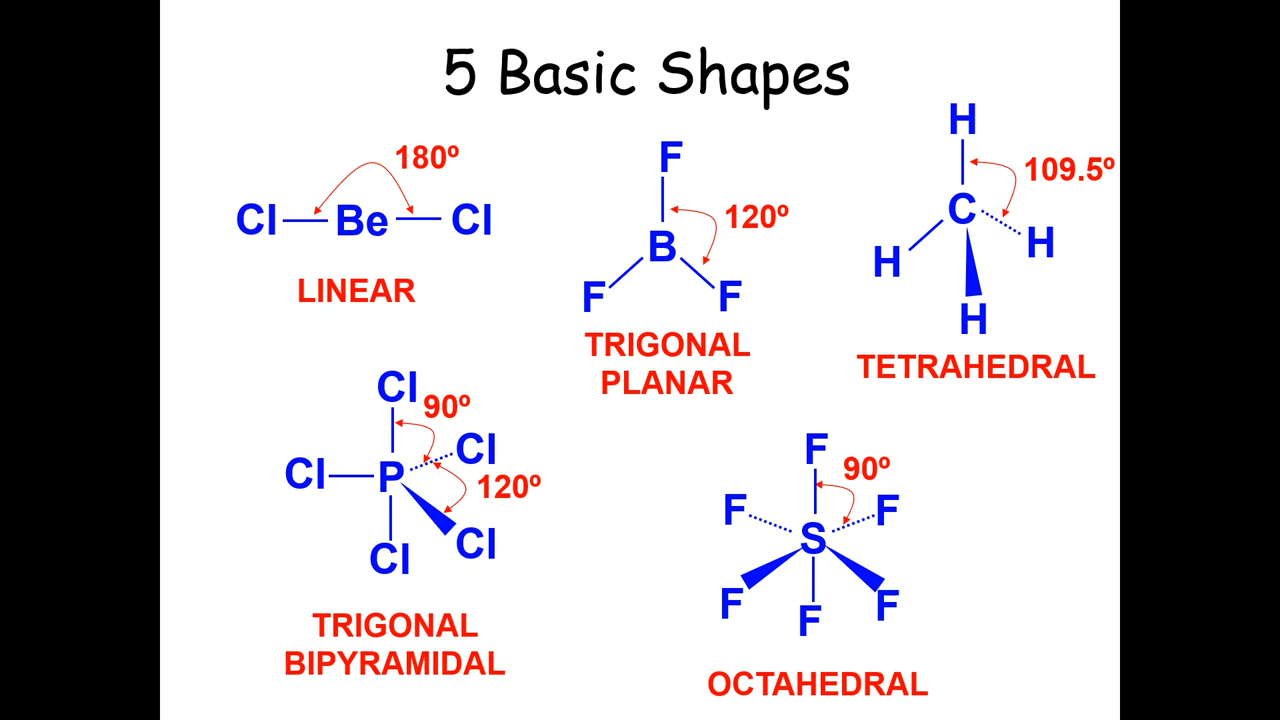 5 Basic Shapes
180º
Cl Be Cl
LINEAR
F
120º
B
F F
TRIGONAL
PLANAR
H
109.5º
C
H H
H
TETRAHEDRAL
Cl
90º
Cl
Cl P
120º
Cl
Cl
TRIGONAL
BIPYRAMIDAL
F
90º
F F
S
F F
F
OCTAHEDRAL